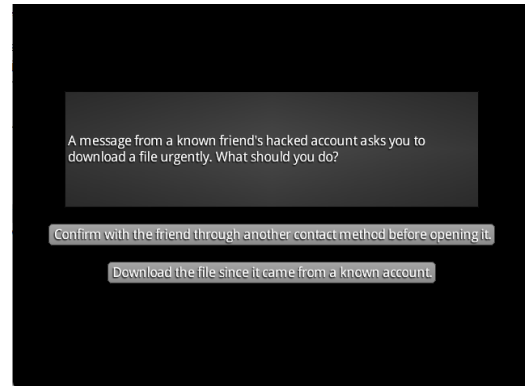 A message from a known friend's hacked account asks you to
download a file urgently. What should you do?
Confirm with the friend through another contact method before opening it.
Download the file since it came from a known account.